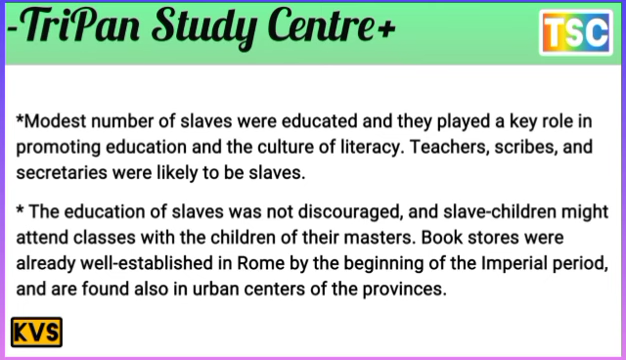 -TriPan Study Centre+
TSC
*Modest number of slaves were educated and they played a key role in
promoting education and the culture of literacy. Teachers, scribes, and
secretaries were likely to be slaves.
* The education of slaves was not discouraged, and slave-children might
attend classes with the children of their masters. Book stores were
already well-established in Rome by the beginning of the Imperial period,
and are found also in urban centers of the provinces.
KVS